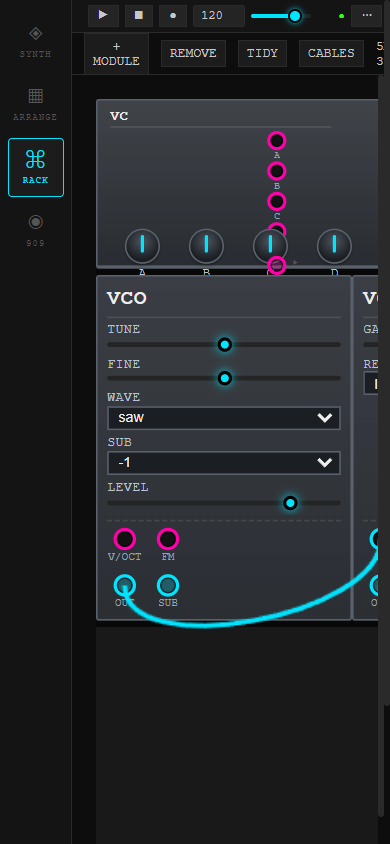 120
...
+
MODULE
REMOVE
TIDY
CABLES
SYNTH
ARRANGE
RACK
909
VC
A
B
C
A
B
D
VCO
TUNE
FINE
WAVE
saw
SUB
-1
LEVEL
V/OCT
FM
OUT
SUB